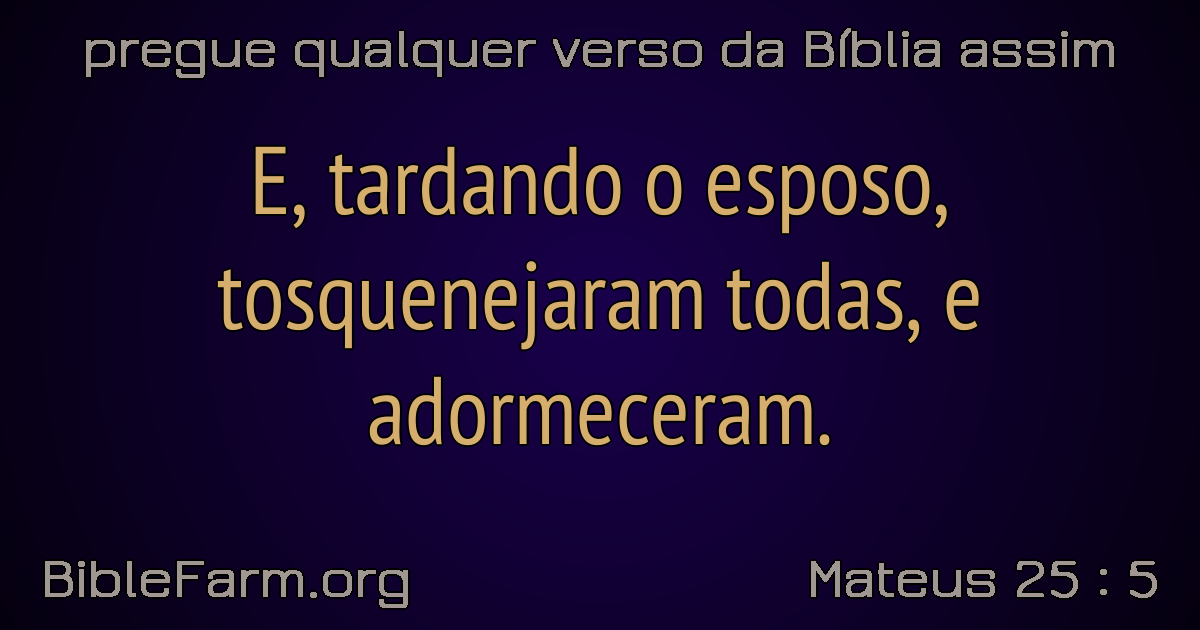 pregue qualquer verso da Bíblia assim
E, tardando o esposo,
tosquenejaram todas, e
adormeceram.
BibleFarm.org
Mateus 25 : 5